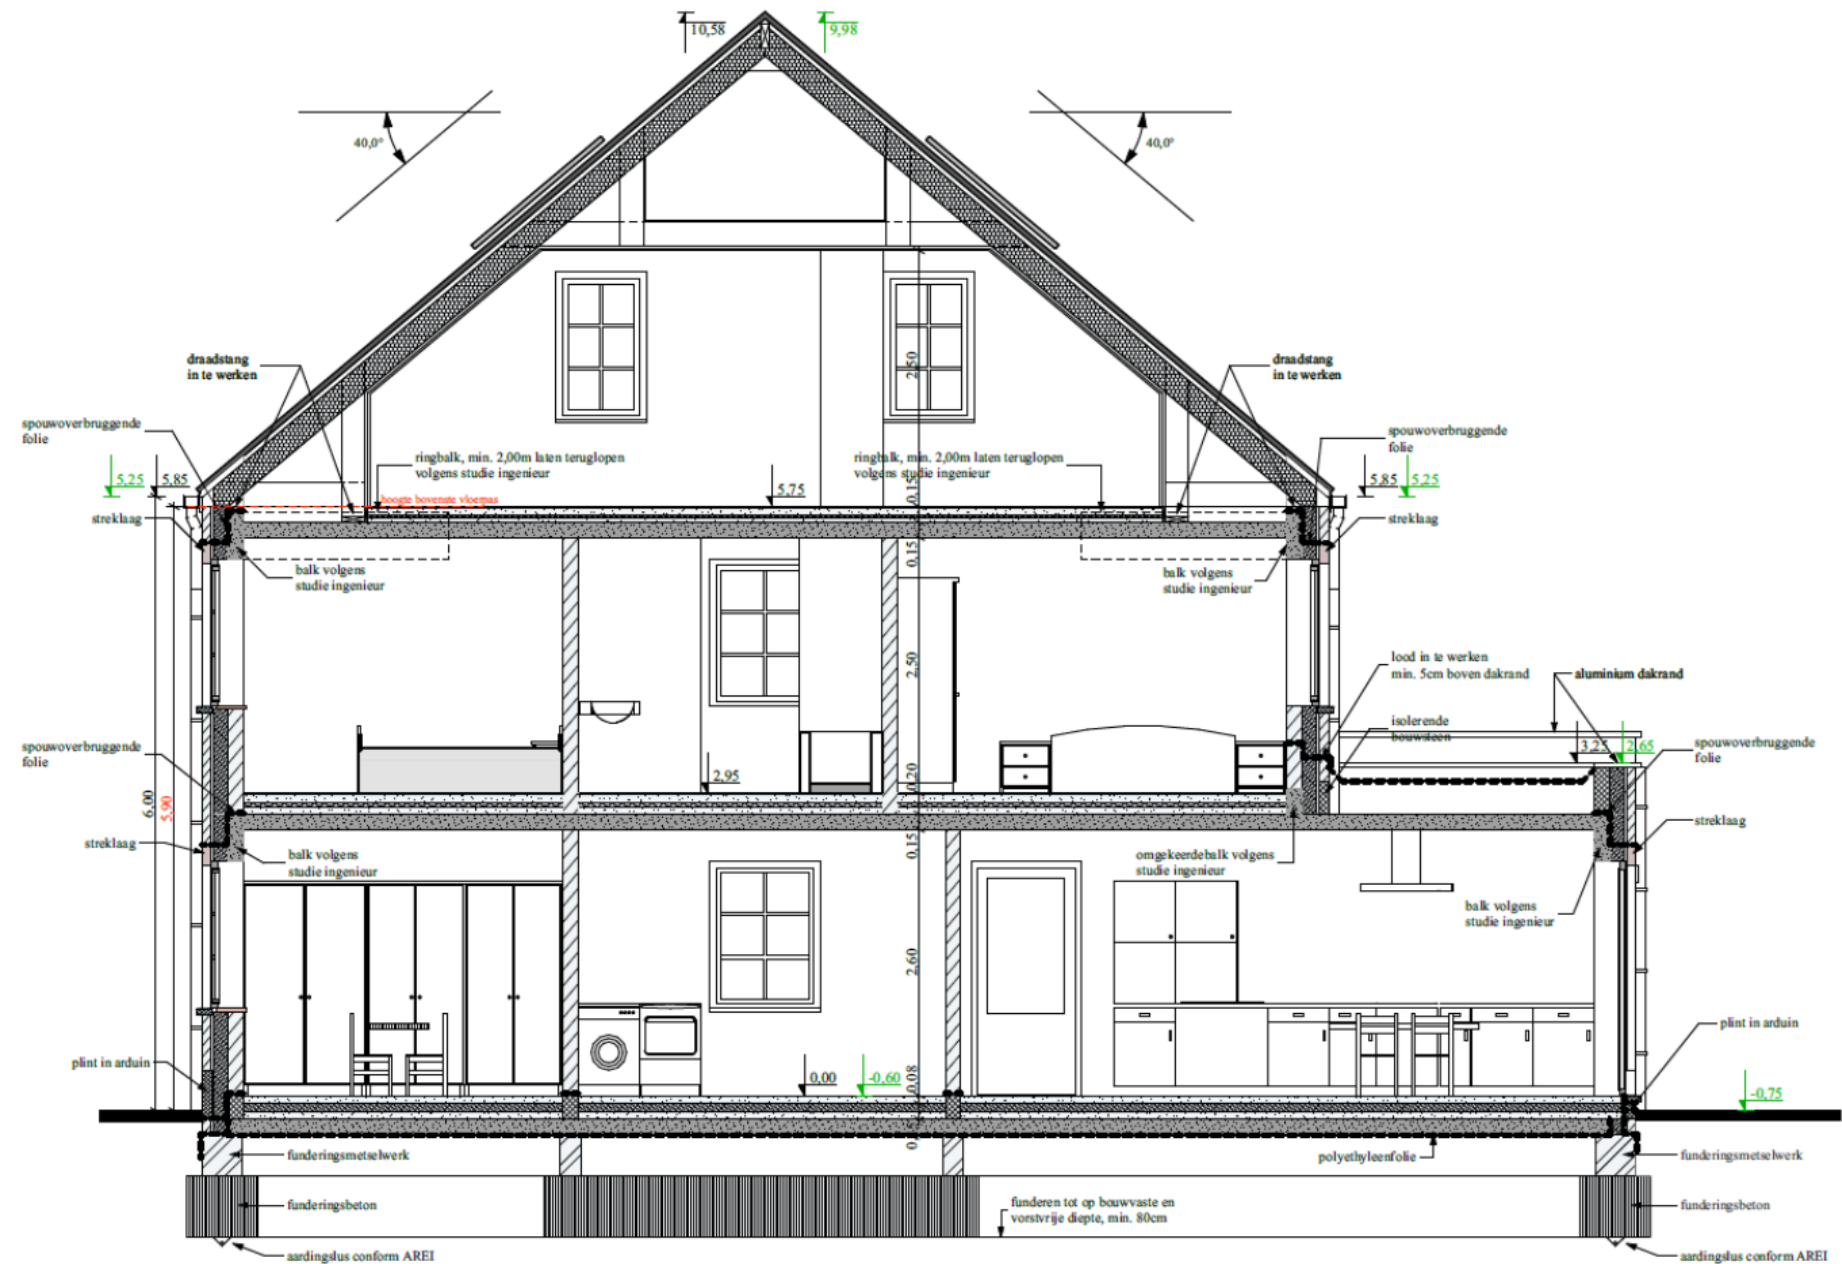 10,58
9,98
40,0°
40,0°
draadstang
in te werken
draadstang
in te werken
2,50
spouwoverbruggende
folie
spouwoverbruggende
folie
ringbalk, min. 2,00m laten teruglopen
volgens studie ingenieur
ringbalk, min. 2,00m laten teruglopen
volgens studie ingenieur
5,25
5,85
5,75
0,15
5,85
5,25
hoogte bovenste vloerpas
streklaag
streklaag
0,15
balk volgens
studie ingenieur
balk volgens
studie ingenieur
2,50
lood in te werken
min. 5cm boven dakrand
aluminium dakrand
isolerende
bouwsteen
spouwoverbruggende
folie
3,25
2,65
spouwoverbruggende
folie
2,95
0,20
6,00
5,90
streklaag
0,15
streklaag
balk volgens
studie ingenieur
omgekeerdebalk volgens
studie ingenieur
balk volgens
studie ingenieur
2,60
plint in arduin
plint in arduin
0,00
-0,60
0,08
-0,75
funderingsmetselwerk
polyethyleenfolie
funderingsmetselwerk
funderingsbeton
funderen tot op bouwvaste en
vorstvrije diepte, min. 80cm
funderingsbeton
aardingslus conform AREI
aardingslus conform AREI